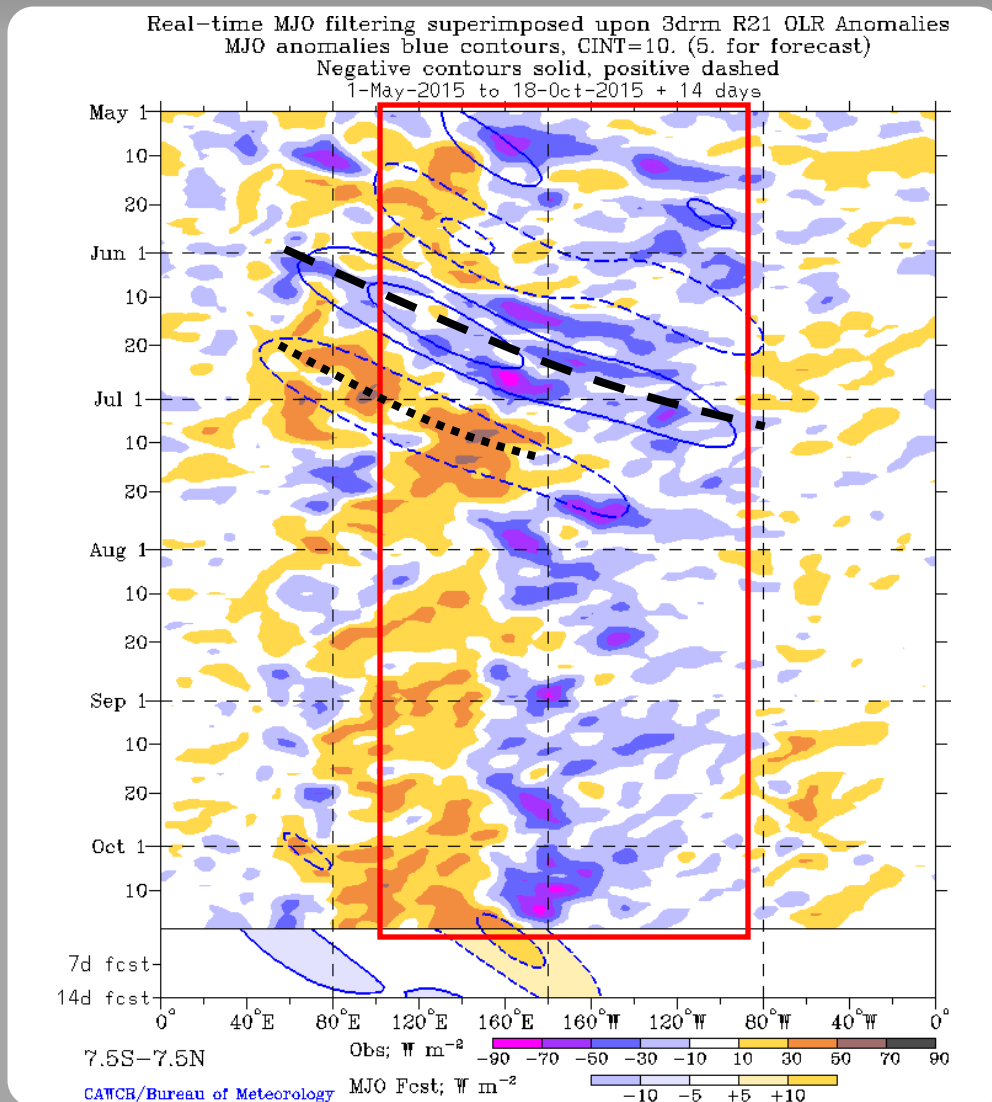 Real-time MJO filtering superimposed upon 3drm R21 OLR Anomalies
MJO anomalies blue contours, CINT=10. (5. for forecast)
Negative contours solid, positive dashed
1-May-2015 to 18-Oct-2015 + 14 days
May 1
10
20
Jun 1
10
20
Jul 1
10
20
Aug 1
10
20
Sep 1
10
20
Oct 1
10
7d fcst
14d fcst
0° 40°E 80°E 120°E 160°E 160°W 120°W 80°W 40°W 0°
7.5S-7.5N
Obs; W m⁻²
-90 -70 -50 -30 -10 10 30 50 70 90
CAWCR/Bureau of Meteorology
MJO Fcst; W m⁻²
-10 -5 +5 +10